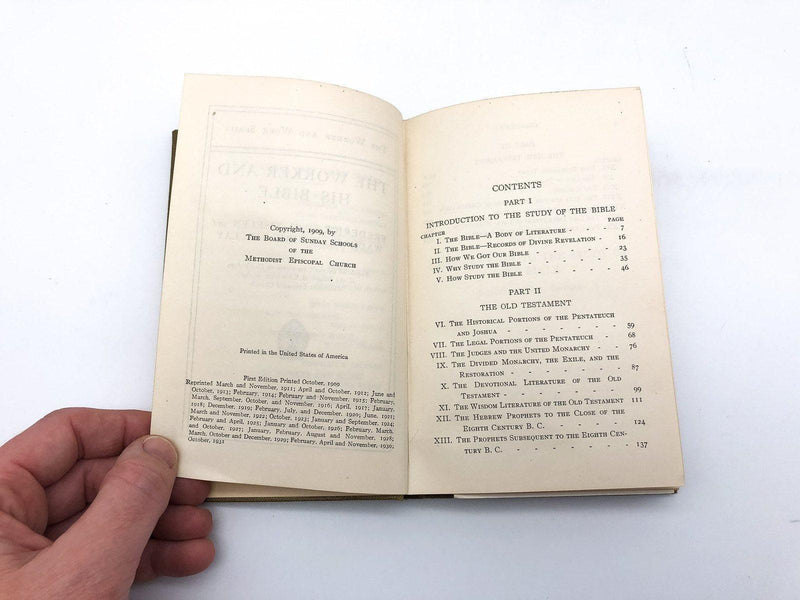 Copyright, 1909, by
The Board of Sunday Schools
of the
Methodist Episcopal Church
Printed in the United States of America
First Edition Printed October, 1909
Reprinted March and November, 1911; April and October, 1912; June and
October, 1913; February, 1914; February and November, 1915; February,
March, September, October and November, 1916; April, 1917; January,
1918; December, 1919; February, July, and December, 1920; June, 1921;
March and November, 1922; October, 1923; January and September, 1924;
February and April, 1925; January and October, 1926; February, March,
and October, 1927; January, February, August and November, 1928;
March, October and December, 1929; February, April and November, 1930;
October, 1931
CONTENTS
PART I
INTRODUCTION TO THE STUDY OF THE BIBLE
CHAPTER PAGE
I. The Bible—A Body of Literature - - - 7
II. The Bible—Records of Divine Revelation - 16
III. How We Got Our Bible - - - - - 23
IV. Why Study the Bible - - - - - 35
V. How Study the Bible - - - - - 46
PART II
THE OLD TESTAMENT
VI. The Historical Portions of the Pentateuch
and Joshua - - - - - - 59
VII. The Legal Portions of the Pentateuch - 68
VIII. The Judges and the United Monarchy - 76
IX. The Divided Monarchy, the Exile, and the
Restoration - - - - - - 87
X. The Devotional Literature of the Old
Testament - - - - - - 99
XI. The Wisdom Literature of the Old Testament 111
XII. The Hebrew Prophets to the Close of the
Eighth Century B. C. - - - - 124
XIII. The Prophets Subsequent to the Eighth Cen-
tury B. C. - - - - - - 137